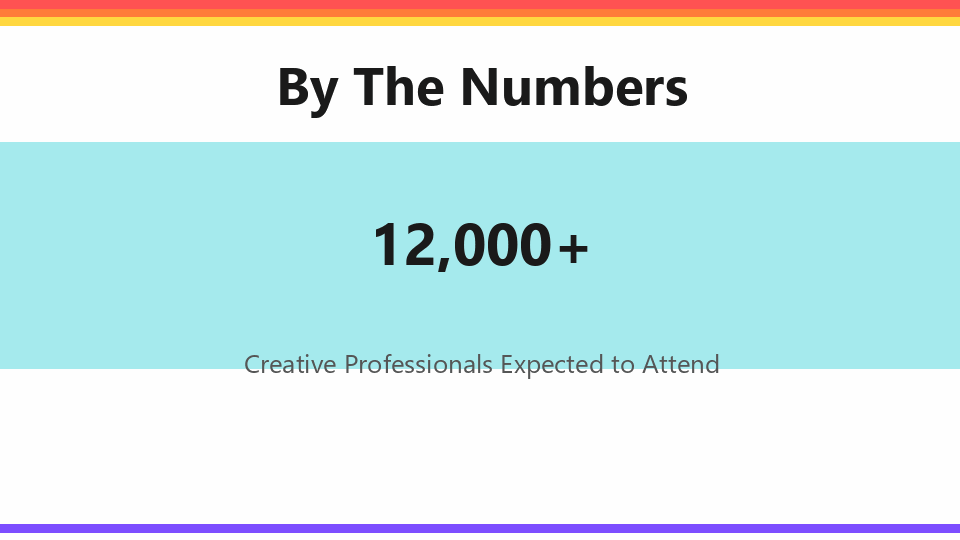 By The Numbers
12,000+
Creative Professionals Expected to Attend